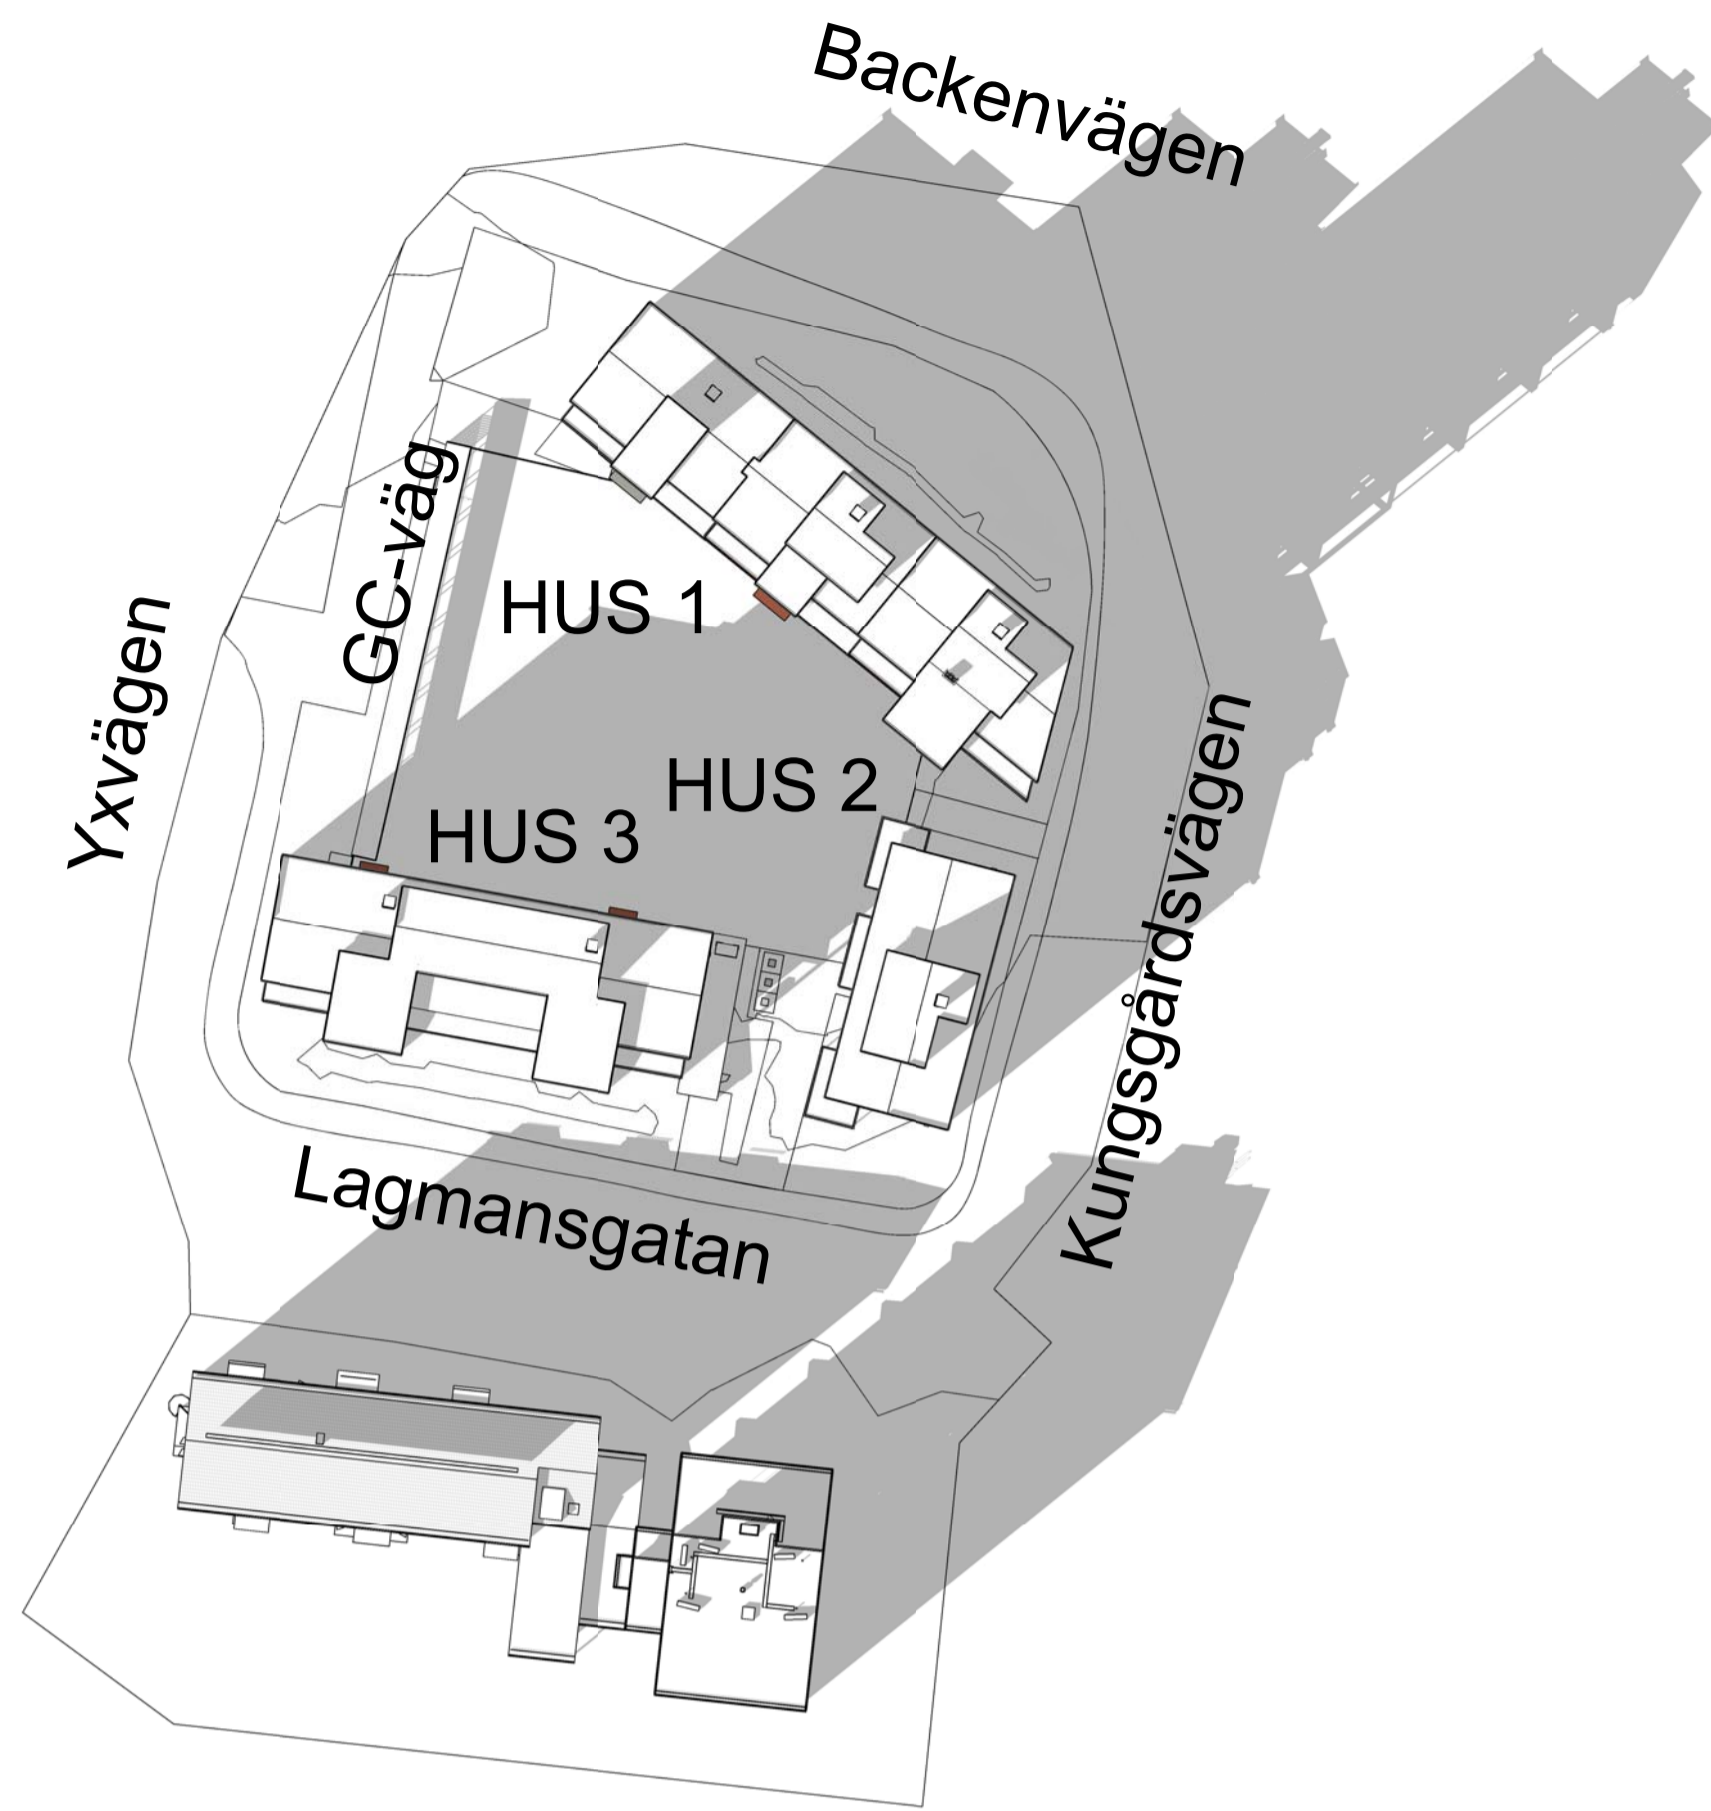 Backenvägen
GC-väg
HUS 1
Yxvägen
HUS 2
HUS 3
Kungsgårdsvägen
Lagmansgatan